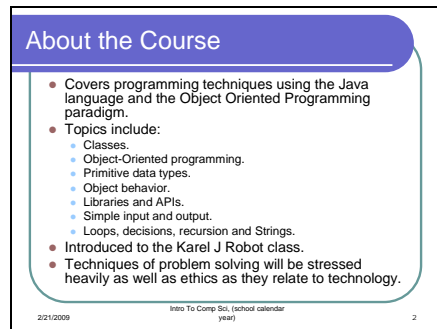 About the Course
Covers programming techniques using the Java
language and the Object Oriented Programming
paradigm.
Topics include:
Classes.
Object-Oriented programming.
Primitive data types.
Object behavior.
Libraries and APIs.
Simple input and output.
Loops, decisions, recursion and Strings.
Introduced to the Karel J Robot class.
Techniques of problem solving will be stressed
heavily as well as ethics as they relate to technology.
2/21/2009
Intro To Comp Sci, (school calendar
year)
2